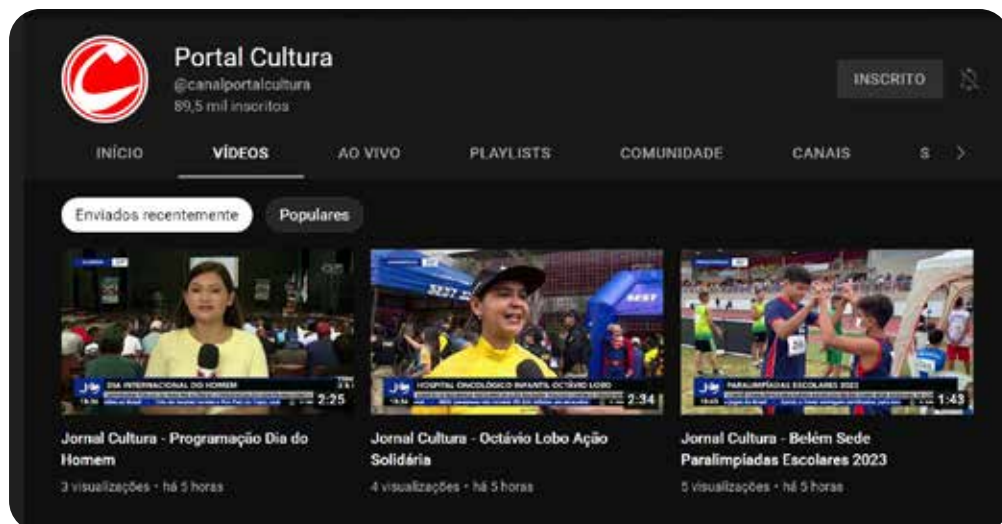 Portal Cultura
@canalportalcultura
89,5 mil inscritos
INSCRITO
INÍCIO VÍDEOS AO VIVO PLAYLISTS COMUNIDADE CANAIS S
Enviados recentemente Populares
SEST
SEST
DIA INTERNACIONAL DO HOMEM
2:25
HOSPITAL ONCOLÓGICO INFANTIL OCTÁVIO LOBO
2:34
PARALIMPÍADAS ESCOLARES 2023
1:43
Jornal Cultura - Programação Dia do
Homem
3 visualizações • há 5 horas
Jornal Cultura - Octávio Lobo Ação
Solidária
4 visualizações • há 5 horas
Jornal Cultura - Belém Sede
Paralimpíadas Escolares 2023
5 visualizações • há 5 horas